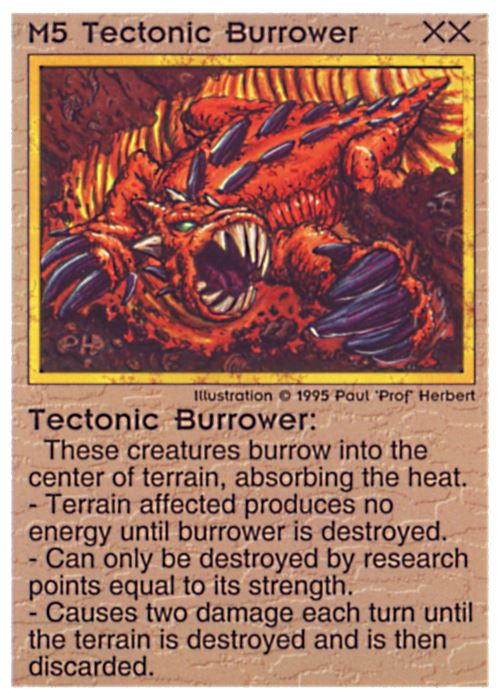 M5 Tectonic Burrower XX
PH
Illustration © 1995 Paul 'Prof' Herbert
Tectonic Burrower:
These creatures burrow into the
center of terrain, absorbing the heat.
- Terrain affected produces no
energy until burrower is destroyed.
- Can only be destroyed by research
points equal to its strength.
- Causes two damage each turn until
the terrain is destroyed and is then
discarded.